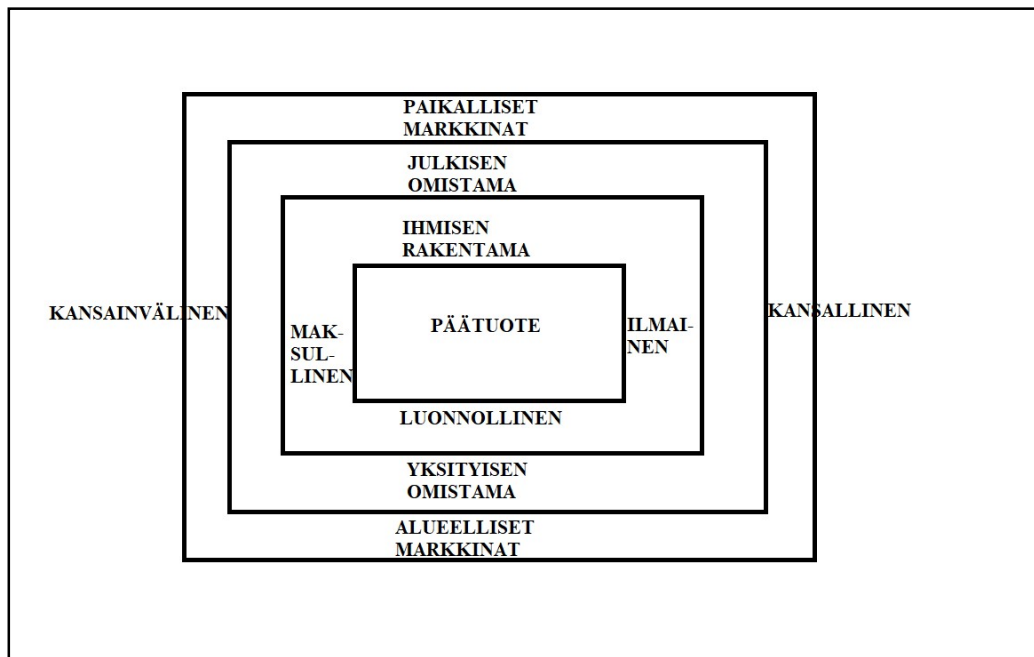 PAIKALLISET
MARKKINAT
JULKISEN
OMISTAMA
IHMISEN
RAKENTAMA
KANSAINVÄLINEN
MAK-
SUL-
LINEN
PÄÄTUOTE
ILMAI-
NEN
KANSALLINEN
LUONNOLLINEN
YKSITYISEN
OMISTAMA
ALUEELLISET
MARKKINAT